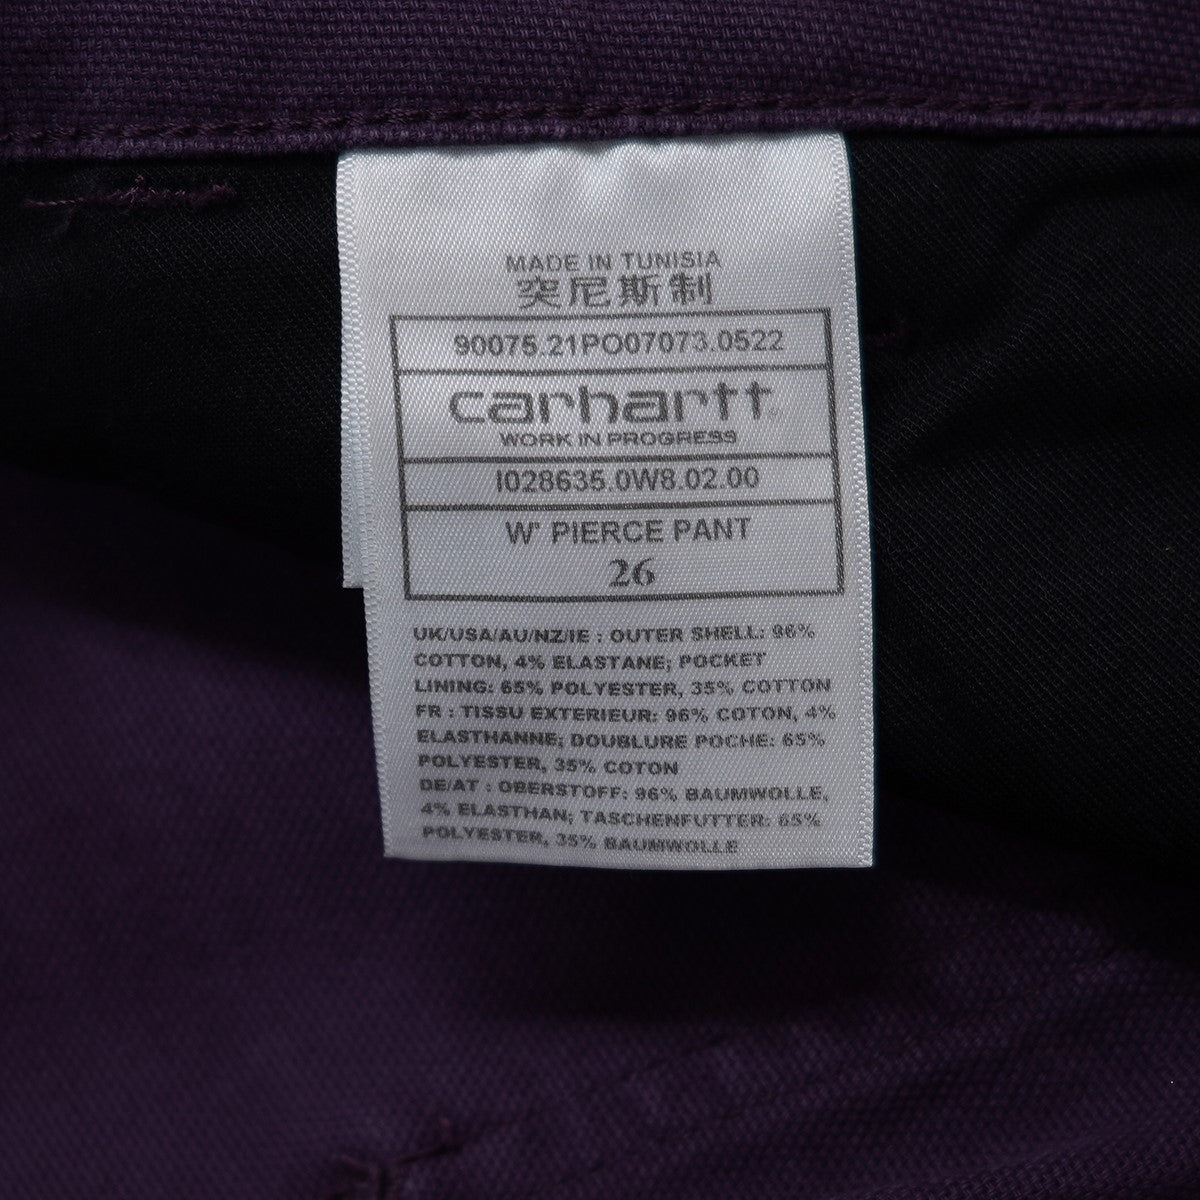 MADE IN TUNISIA
突尼斯制
90075.21PO07073.0522
carhartt
WORK IN PROGRESS
I028635.0W8.02.00
W' PIERCE PANT
26
UK/USA/AU/NZ/IE : OUTER SHELL: 96%
COTTON, 4% ELASTANE; POCKET
LINING: 65% POLYESTER, 35% COTTON
FR : TISSU EXTERIEUR: 96% COTON, 4%
ELASTHANNE; DOUBLURE POCHE: 65%
POLYESTER, 35% COTON
DE/AT : OBERSTOFF: 96% BAUMWOLLE,
4% ELASTHAN; TASCHENFUTTER: 65%
POLYESTER, 35% BAUMWOLLE